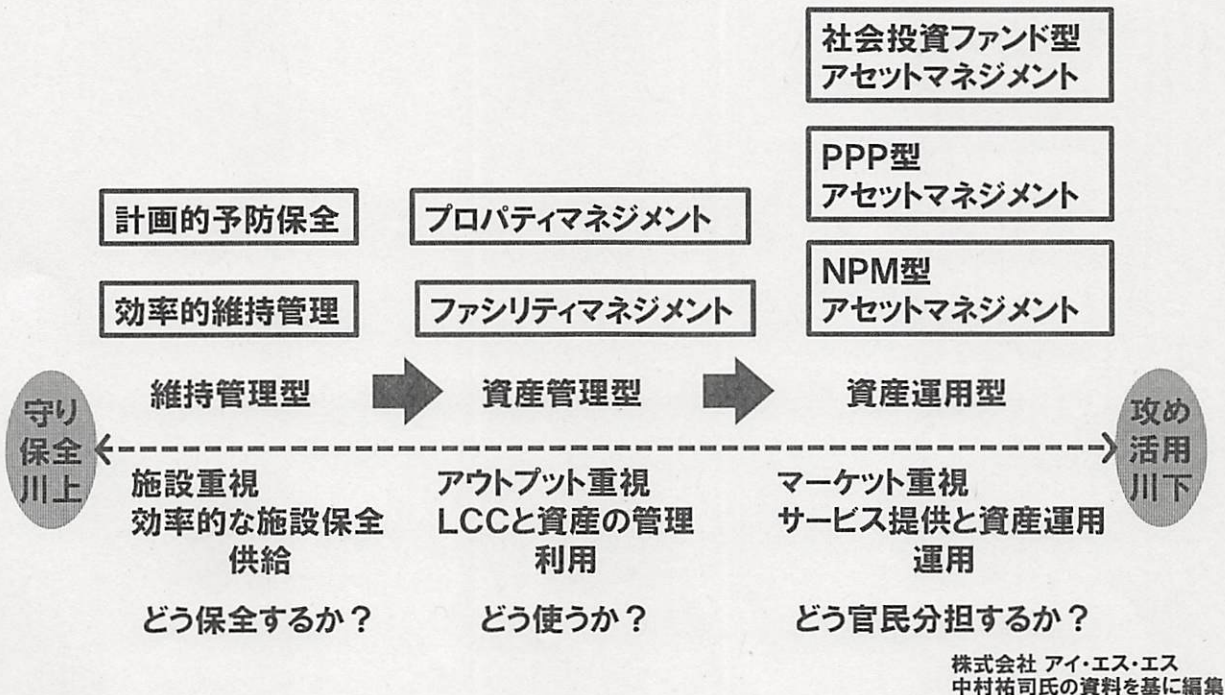 社会投資ファンド型
アセットマネジメント
PPP型
アセットマネジメント
計画的予防保全
プロパティマネジメント
NPM型
アセットマネジメント
効率的維持管理
ファシリティマネジメント
維持管理型
資産管理型
資産運用型
守り
保全
川上
攻め
活用
川下
施設重視
効率的な施設保全
供給
どう保全するか？
アウトプット重視
LCCと資産の管理
利用
どう使うか？
マーケット重視
サービス提供と資産運用
運用
どう官民分担するか？
株式会社 アイ・エス・エス
中村祐司氏の資料を基に編集